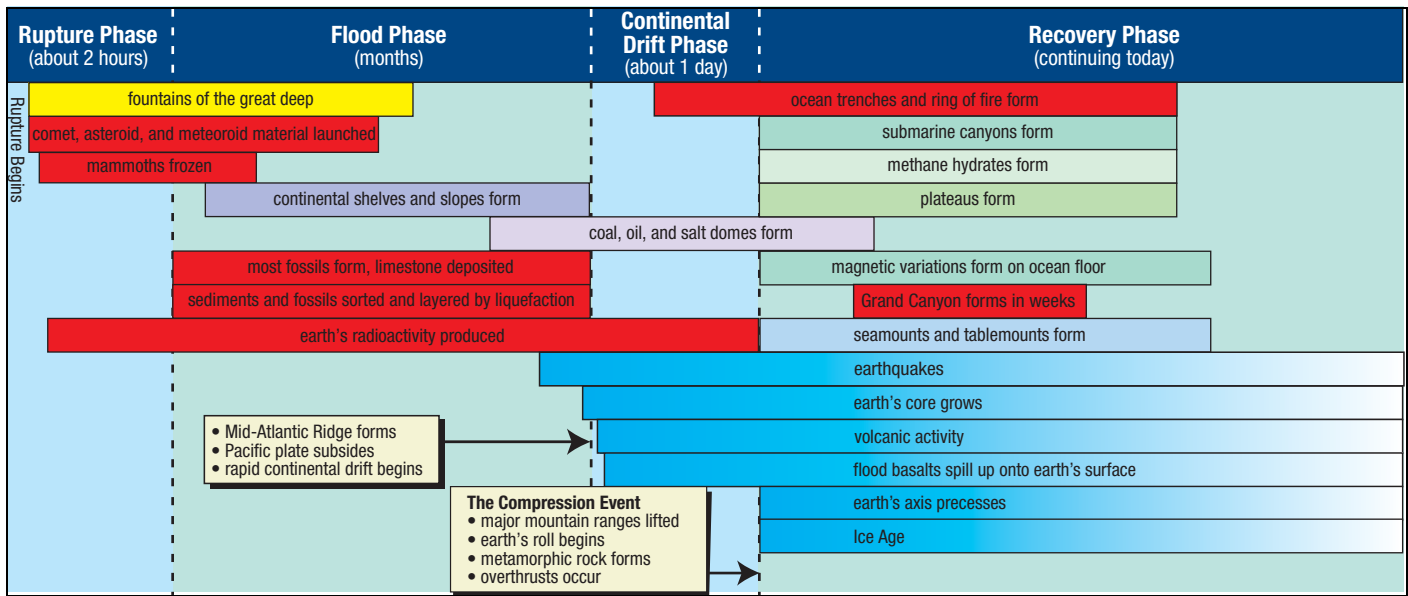 Rupture Phase
(about 2 hours)
Flood Phase
(months)
Continental
Drift Phase
(about 1 day)
Recovery Phase
(continuing today)
Rupture Begins
fountains of the great deep
ocean trenches and ring of fire form
comet, asteroid, and meteoroid material launched
submarine canyons form
mammoths frozen
methane hydrates form
continental shelves and slopes form
plateaus form
coal, oil, and salt domes form
most fossils form, limestone deposited
magnetic variations form on ocean floor
sediments and fossils sorted and layered by liquefaction
Grand Canyon forms in weeks
earth's radioactivity produced
seamounts and tablemounts form
earthquakes
earth's core grows
• Mid-Atlantic Ridge forms
• Pacific plate subsides
• rapid continental drift begins
volcanic activity
flood basalts spill up onto earth's surface
The Compression Event
• major mountain ranges lifted
• earth's roll begins
• metamorphic rock forms
• overthrusts occur
earth's axis precesses
Ice Age